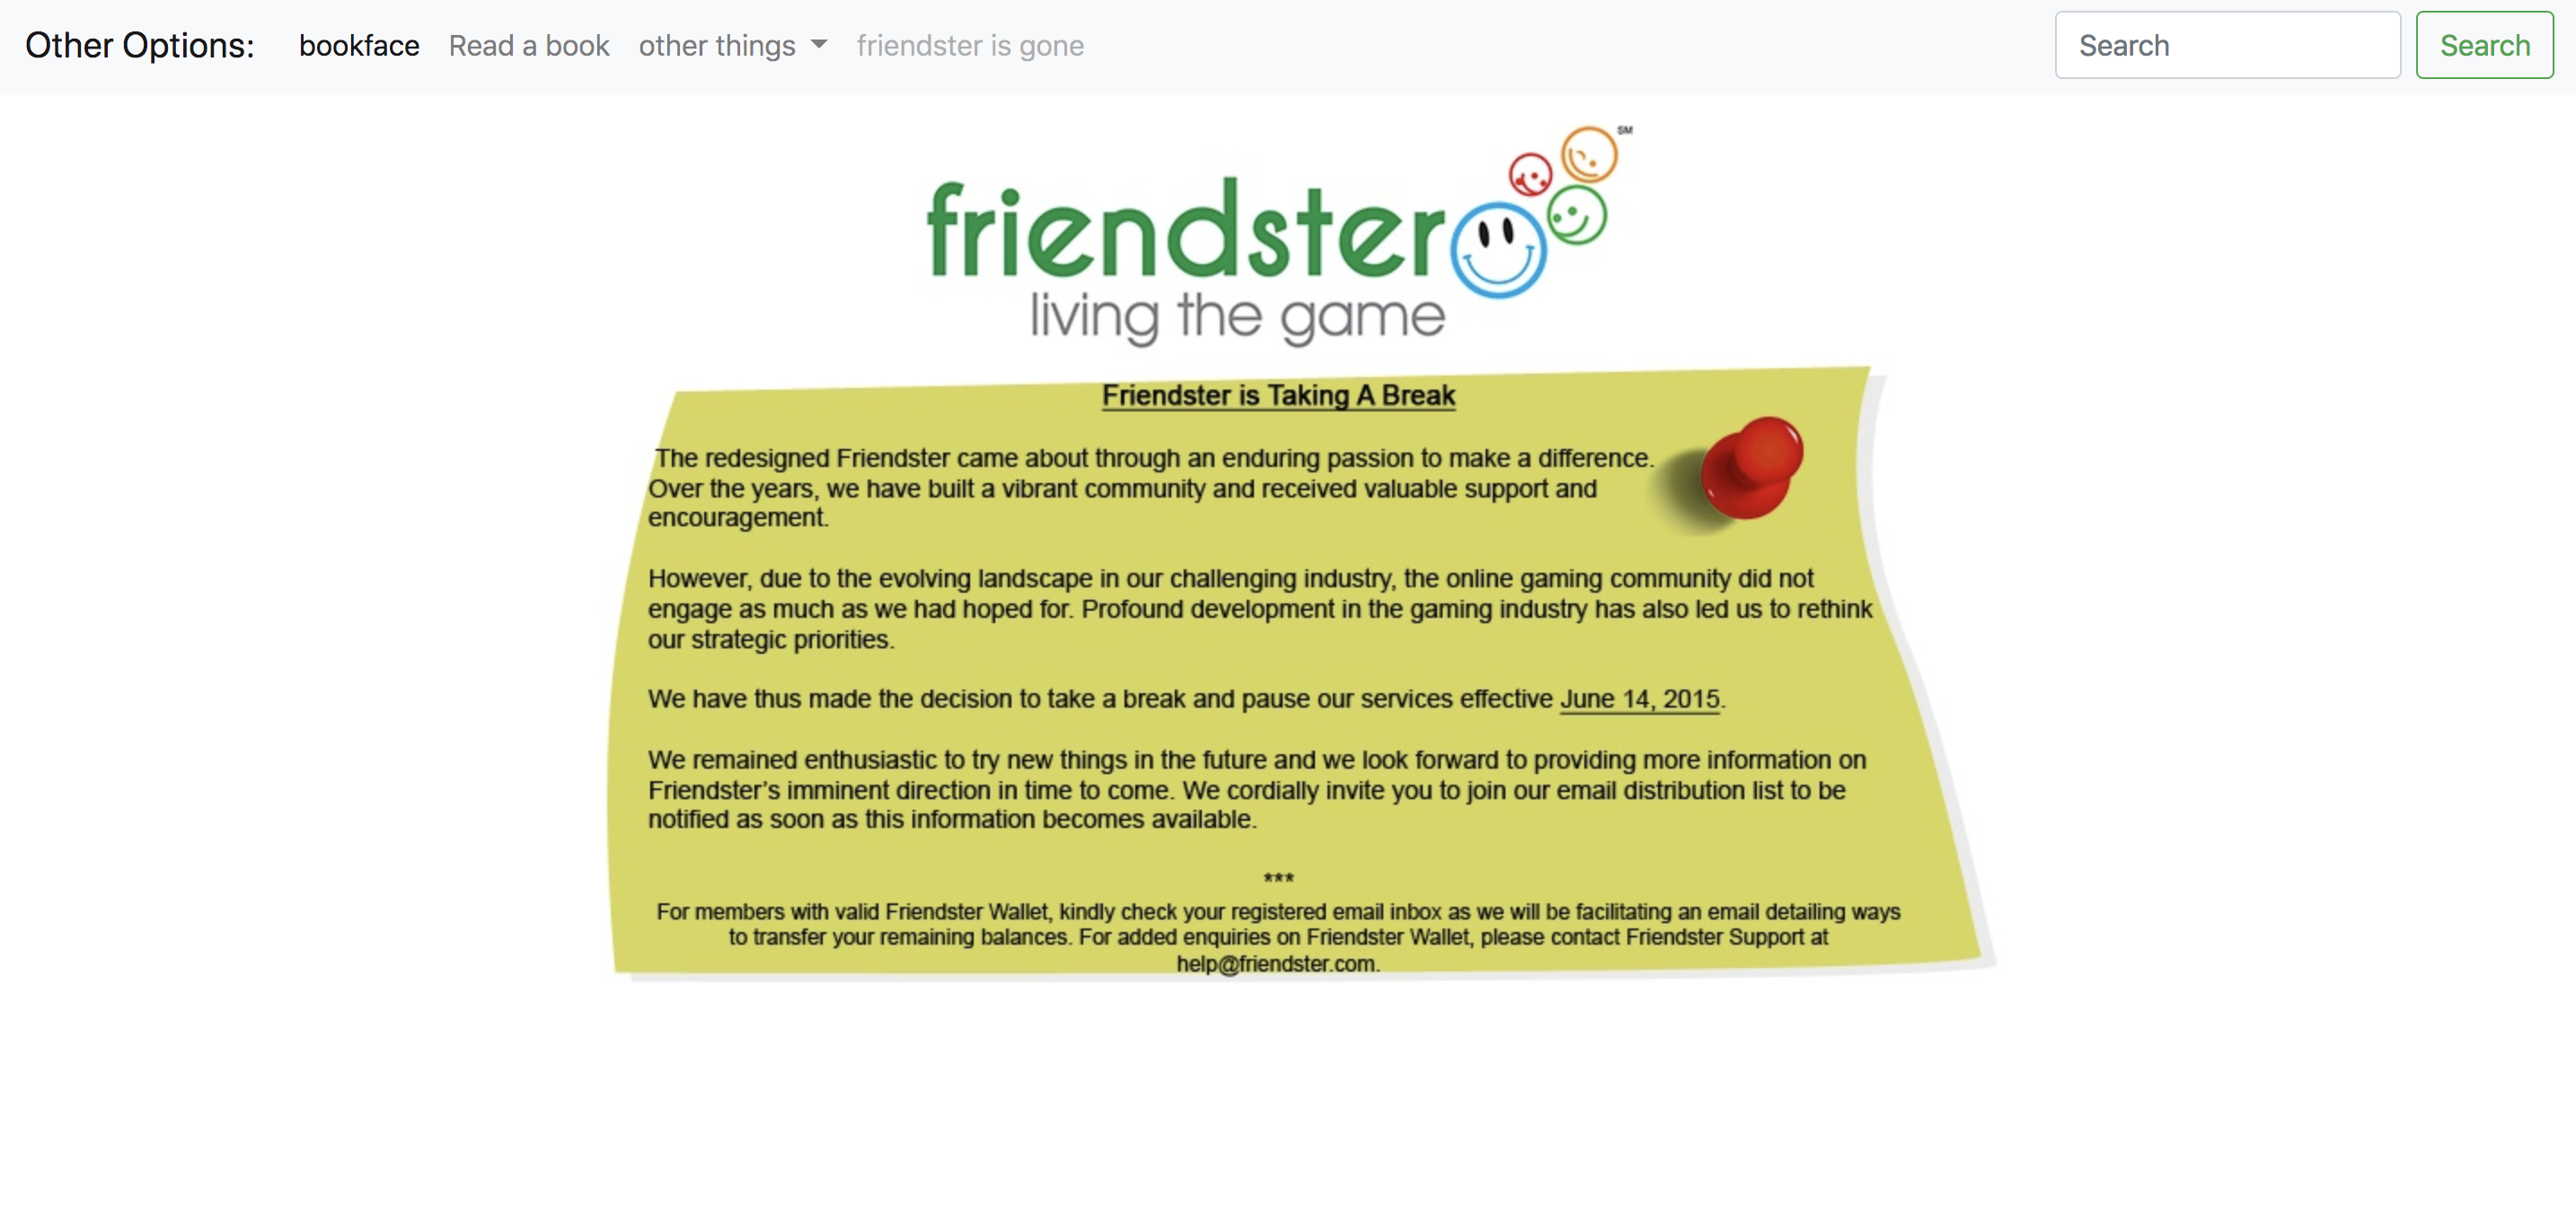 Other Options: bookface Read a book other things friendster is gone Search Search
SM
friendster
living the game
Friendster is Taking A Break
The redesigned Friendster came about through an enduring passion to make a difference.
Over the years, we have built a vibrant community and received valuable support and
encouragement.
However, due to the evolving landscape in our challenging industry, the online gaming community did not
engage as much as we had hoped for. Profound development in the gaming industry has also led us to rethink
our strategic priorities.
We have thus made the decision to take a break and pause our services effective June 14, 2015.
We remained enthusiastic to try new things in the future and we look forward to providing more information on
Friendster’s imminent direction in time to come. We cordially invite you to join our email distribution list to be
notified as soon as this information becomes available.
***
For members with valid Friendster Wallet, kindly check your registered email inbox as we will be facilitating an email detailing ways
to transfer your remaining balances. For added enquiries on Friendster Wallet, please contact Friendster Support at
help@friendster.com.